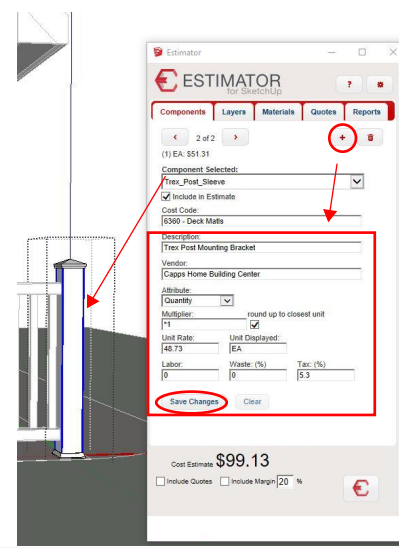 Estimator
ESTIMATOR
for SketchUp
?
Components Layers Materials Quotes Reports
< 2 of 2 > +
(1) EA: $51.31
Component Selected:
Trex_Post_Sleeve
Include in Estimate
Cost Code:
6360 - Deck Matls
Description:
Trex Post Mounting Bracket
Vendor:
Capps Home Building Center
Attribute:
Quantity
Multiplier: round up to closest unit
*1
Unit Rate: Unit Displayed:
48.73 EA
Labor: Waste: (%) Tax: (%)
0 0 5.3
Save Changes Clear
Cost Estimate $99.13
Include Quotes Include Margin 20 %